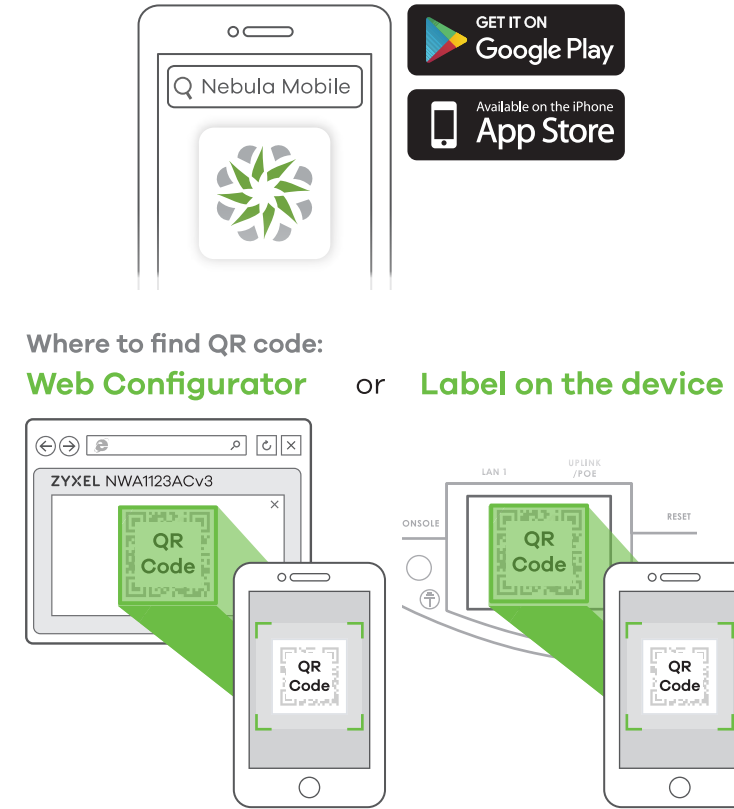 GET IT ON
Google Play
Nebula Mobile
Available on the iPhone
App Store
Where to find QR code:
Web Configurator or Label on the device
ZYXEL NWA1123ACv3
QR
Code
QR
Code
LAN 1
UPLINK
/POE
ONSOLE
RESET
QR
Code
QR
Code